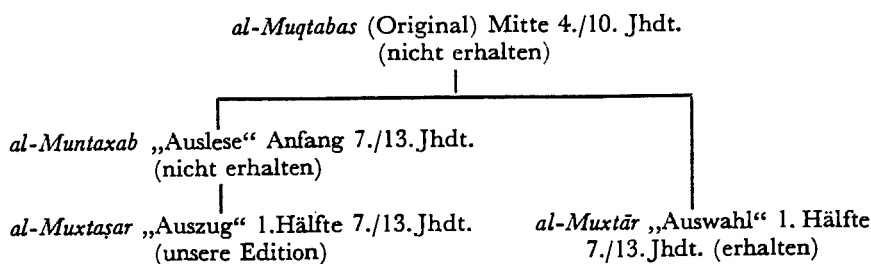 al-Muqtabas (Original) Mitte 4./10. Jhdt.
(nicht erhalten)
al-Muntaxab „Auslese“ Anfang 7./13.Jhdt.
(nicht erhalten)
al-Muxtaṣar „Auszug“ 1.Hälfte 7./13.Jhdt.
(unsere Edition)
al-Muxtār „Auswahl“ 1. Hälfte
7./13.Jhdt. (erhalten)